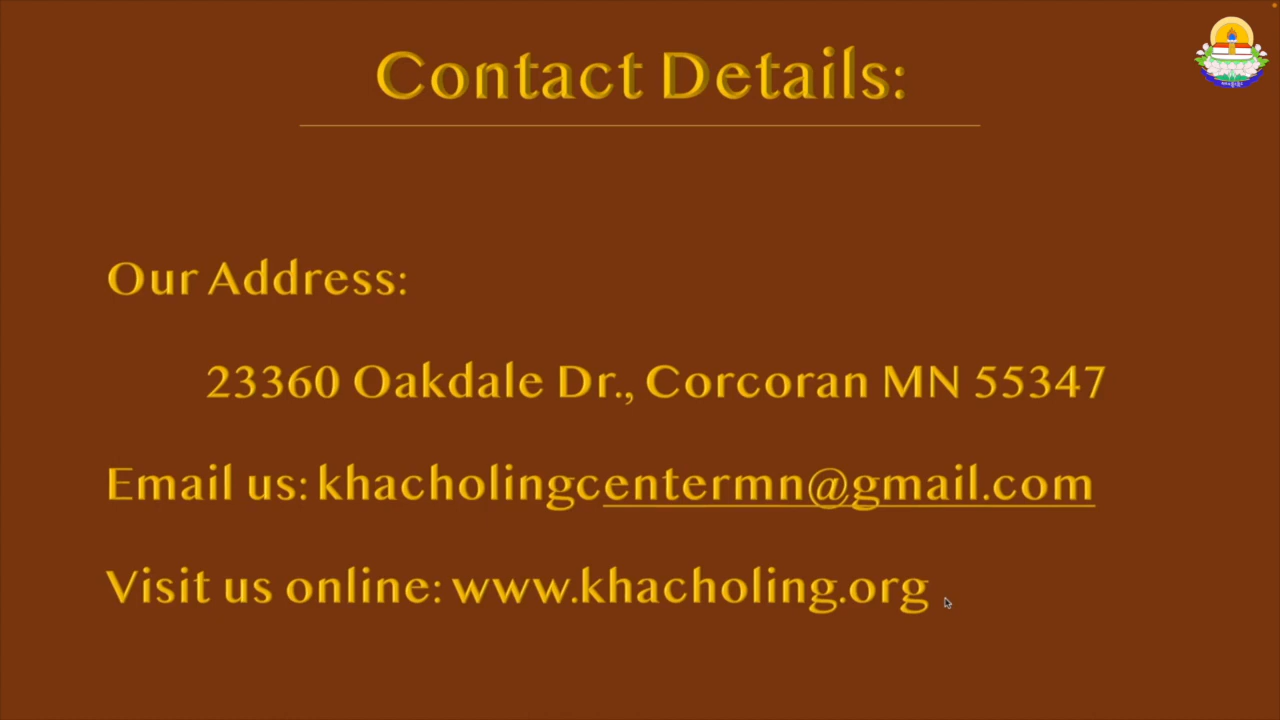 Contact Details:
Our Address:
23360 Oakdale Dr., Corcoran MN 55347
Email us: khacholingcentermn@gmail.com
Visit us online: www.khacholing.org